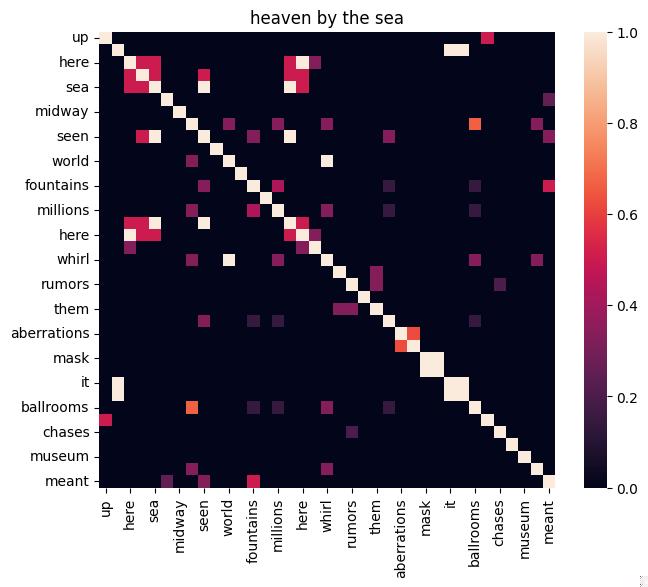 heaven by the sea
up
here
sea
midway
seen
world
fountains
millions
here
whirl
rumors
them
aberrations
mask
it
ballrooms
chases
museum
meant
up
here
sea
midway
seen
world
fountains
millions
here
whirl
rumors
them
aberrations
mask
it
ballrooms
chases
museum
meant
1.0
0.8
0.6
0.4
0.2
0.0